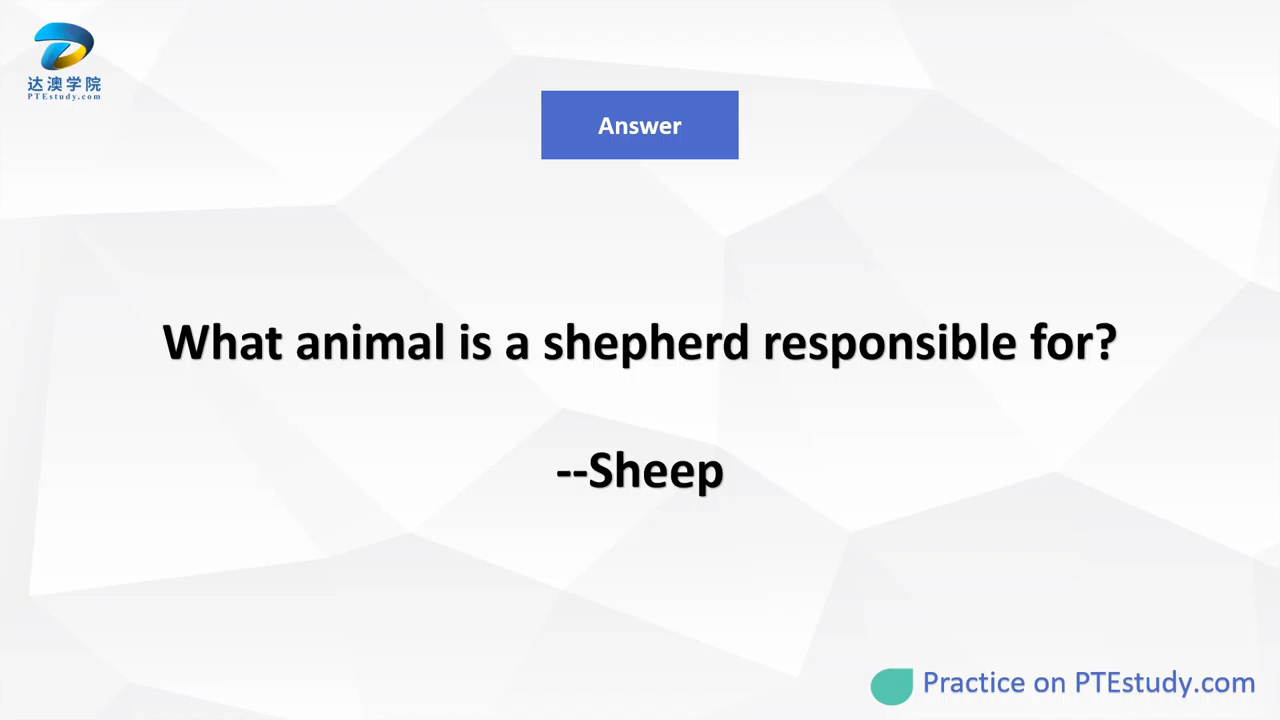 达澳学院
PTEstudy.com
Answer
What animal is a shepherd responsible for?
--Sheep
Practice on PTEstudy.com